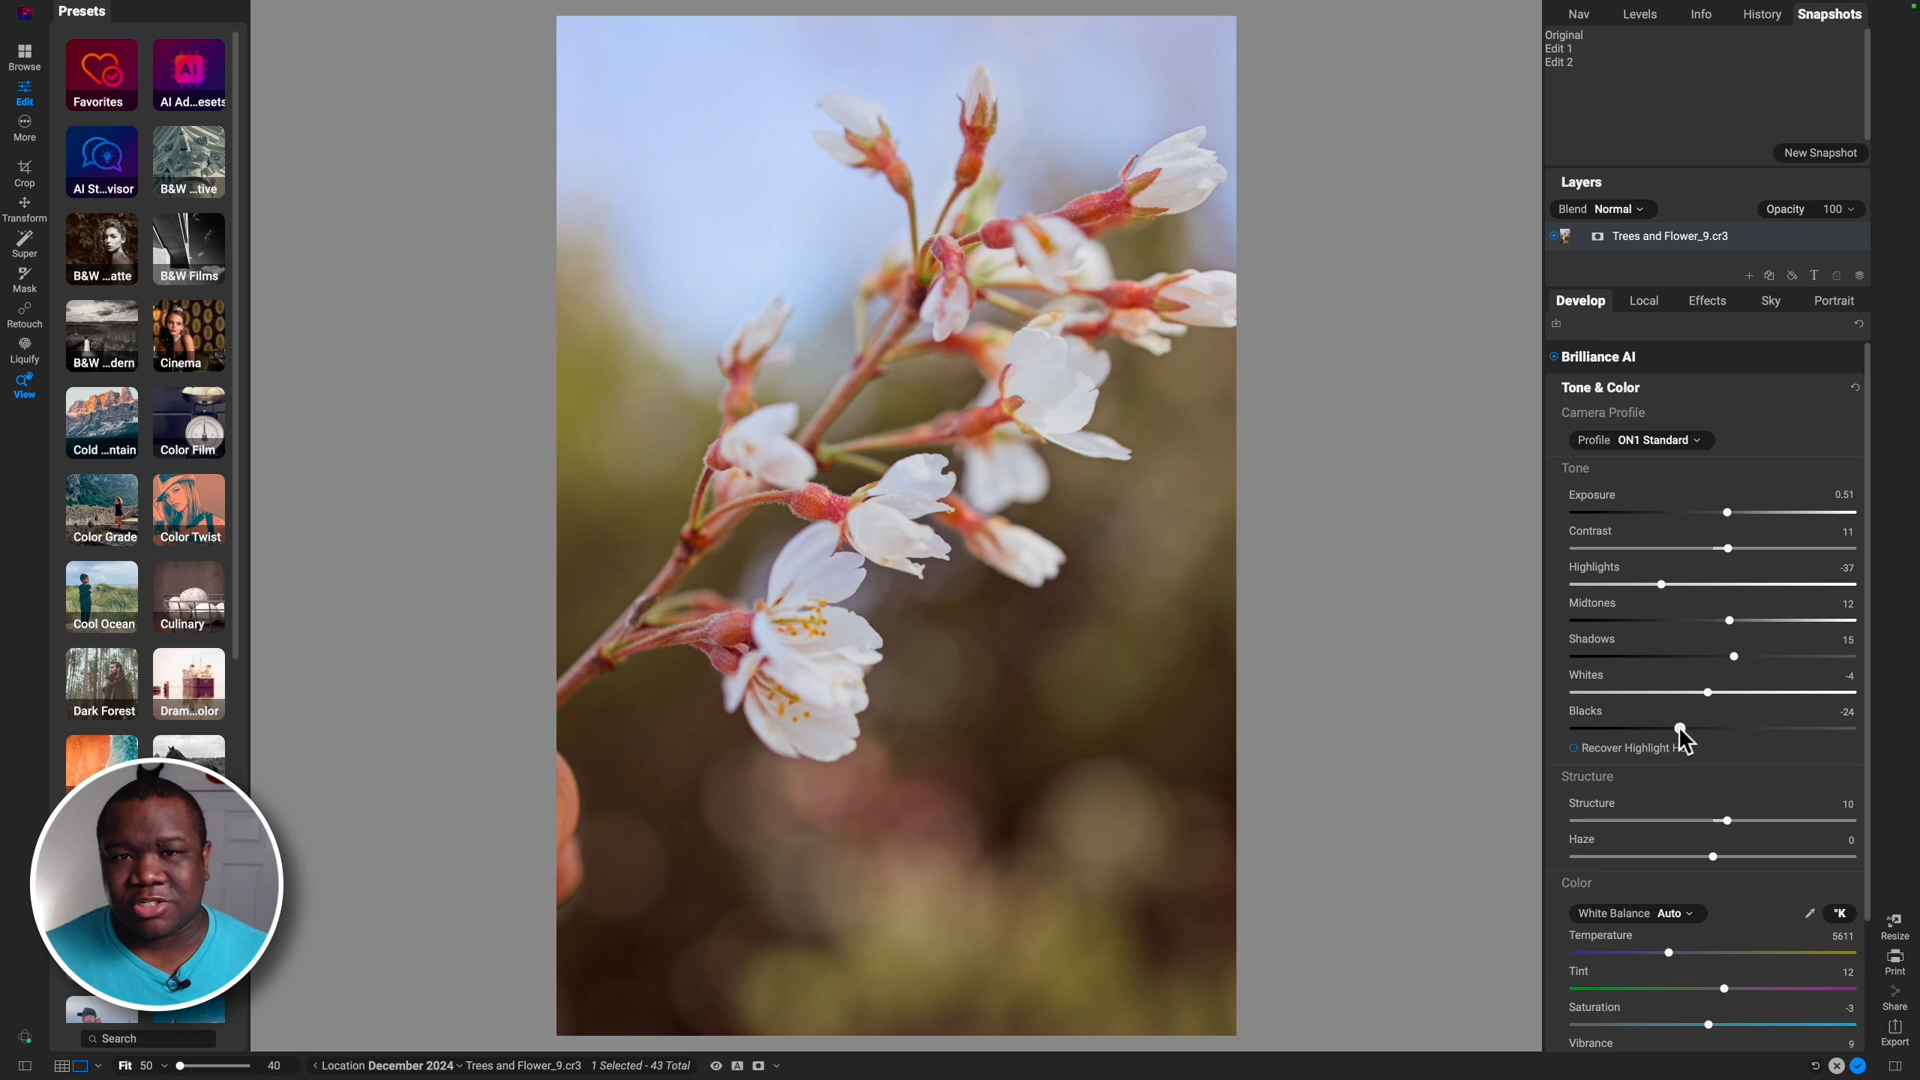 Presets
Browse
Edit
More
Crop
Transform
Super
Mask
Retouch
Liquify
View
Favorites
AI Ad...esets
AI St...visor
B&W ...tive
B&W ...atte
B&W Films
B&W ...dern
Cinema
Cold ...ntain
Color Film
Color Grade
Color Twist
Cool Ocean
Culinary
Dark Forest
Dram...olor
Search
Fit 50
40
Location December 2024 Trees and Flower_9.cr3 1 Selected - 43 Total
A
Nav Levels Info History Snapshots
Original
Edit 1
Edit 2
New Snapshot
Layers
Blend Normal Opacity 100
Trees and Flower_9.cr3
T
Develop Local Effects Sky Portrait
Brilliance AI
Tone & Color
Camera Profile
Profile ON1 Standard
Tone
Exposure 0.51
Contrast 11
Highlights -37
Midtones 12
Shadows 15
Whites -4
Blacks -24
Recover Highlight
Structure
Structure 10
Haze 0
Color
White Balance Auto °K
Temperature 5611
Tint 12
Saturation -3
Vibrance 9
Resize
Print
Share
Export